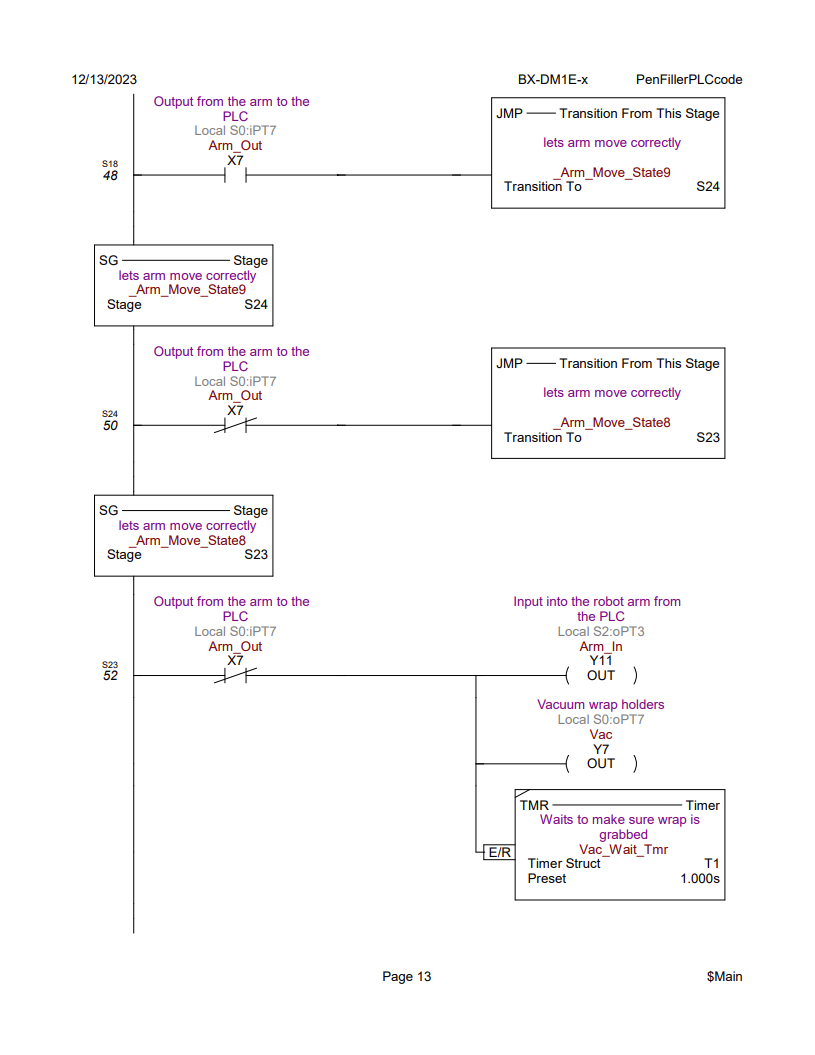 12/13/2023 BX-DM1E-x PenFillerPLCcode
Output from the arm to the
PLC
Local S0:iPT7
Arm_Out
X7
S18
48
JMP Transition From This Stage
lets arm move correctly
_Arm_Move_State9
Transition To S24
SG Stage
lets arm move correctly
_Arm_Move_State9
Stage S24
Output from the arm to the
PLC
Local S0:iPT7
Arm_Out
X7
S24
50
JMP Transition From This Stage
lets arm move correctly
_Arm_Move_State8
Transition To S23
SG Stage
lets arm move correctly
_Arm_Move_State8
Stage S23
Output from the arm to the
PLC
Local S0:iPT7
Arm_Out
X7
S23
52
Input into the robot arm from
the PLC
Local S2:oPT3
Arm_In
Y11
OUT
Vacuum wrap holders
Local S0:oPT7
Vac
Y7
OUT
TMR Timer
Waits to make sure wrap is
grabbed
Vac_Wait_Tmr
E/R
Timer Struct T1
Preset 1.000s
Page 13 $Main